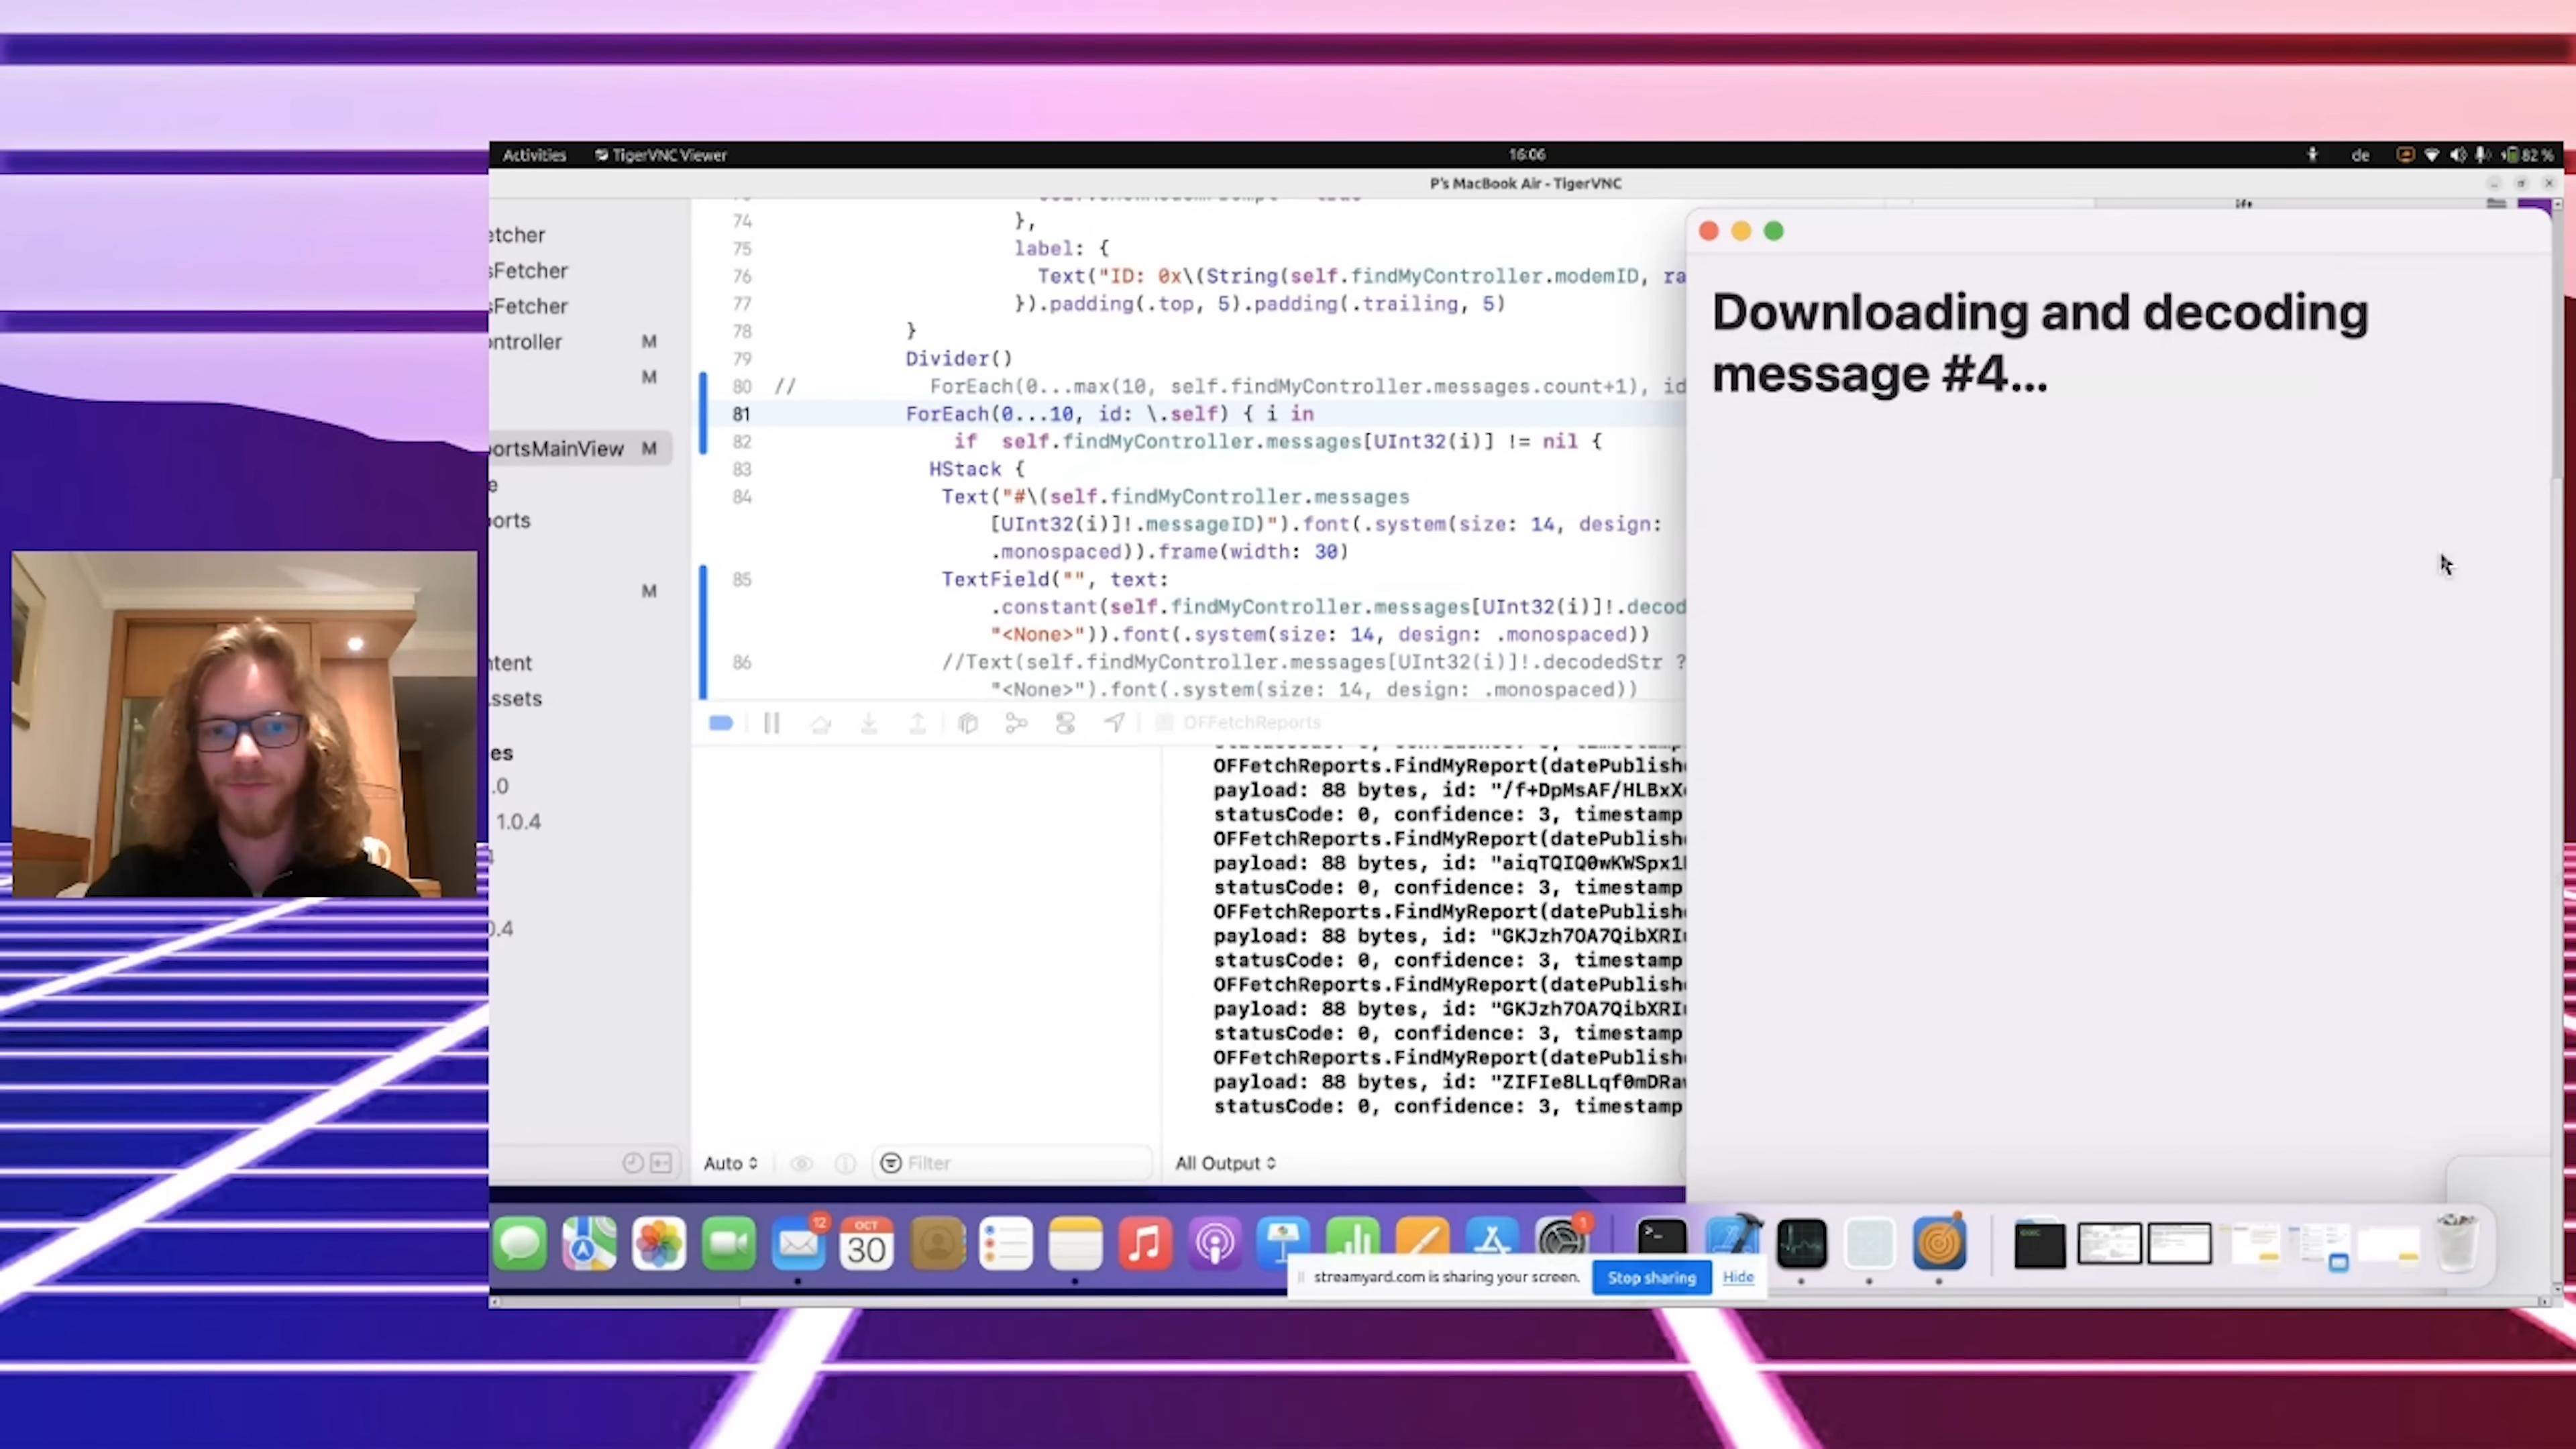 Activities TigerVNC Viewer 16:06 de 82 %
P's MacBook Air - TigerVNC
etcher
sFetcher
sFetcher
ontroller M
M
ortsMainView M
e
orts
M
ntent
ssets
es
.0
1.0.4
0.4
74 },
75 label: {
76 Text("ID: 0x\(String(self.findMyController.modemID, ra
77 }).padding(.top, 5).padding(.trailing, 5)
78 }
79 Divider()
80 // ForEach(0...max(10, self.findMyController.messages.count+1), id
81 ForEach(0...10, id: \.self) { i in
82 if self.findMyController.messages[UInt32(i)] != nil {
83 HStack {
84 Text("#\(self.findMyController.messages
[UInt32(i)]!.messageID)").font(.system(size: 14, design:
.monospaced)).frame(width: 30)
85 TextField("", text:
.constant(self.findMyController.messages[UInt32(i)]!.decod
"<None>")).font(.system(size: 14, design: .monospaced))
86 //Text(self.findMyController.messages[UInt32(i)]!.decodedStr ?
"<None>").font(.system(size: 14, design: .monospaced))
OFFetchReports
OFFetchReports.FindMyReport(datePublish
payload: 88 bytes, id: "/f+DpMsAF/HLBxX
statusCode: 0, confidence: 3, timestamp
OFFetchReports.FindMyReport(datePublish
payload: 88 bytes, id: "aiqTQIQ0wKWSpx1
statusCode: 0, confidence: 3, timestamp
OFFetchReports.FindMyReport(datePublish
payload: 88 bytes, id: "GKJzh7OA7QibXRI
statusCode: 0, confidence: 3, timestamp
OFFetchReports.FindMyReport(datePublish
payload: 88 bytes, id: "GKJzh7OA7QibXRI
statusCode: 0, confidence: 3, timestamp
OFFetchReports.FindMyReport(datePublish
payload: 88 bytes, id: "ZIFIe8LLqf0mDRa
statusCode: 0, confidence: 3, timestamp
Auto Filter All Output
Downloading and decoding
message #4...
12
OCT
30
1
streamyard.com is sharing your screen. Stop sharing Hide